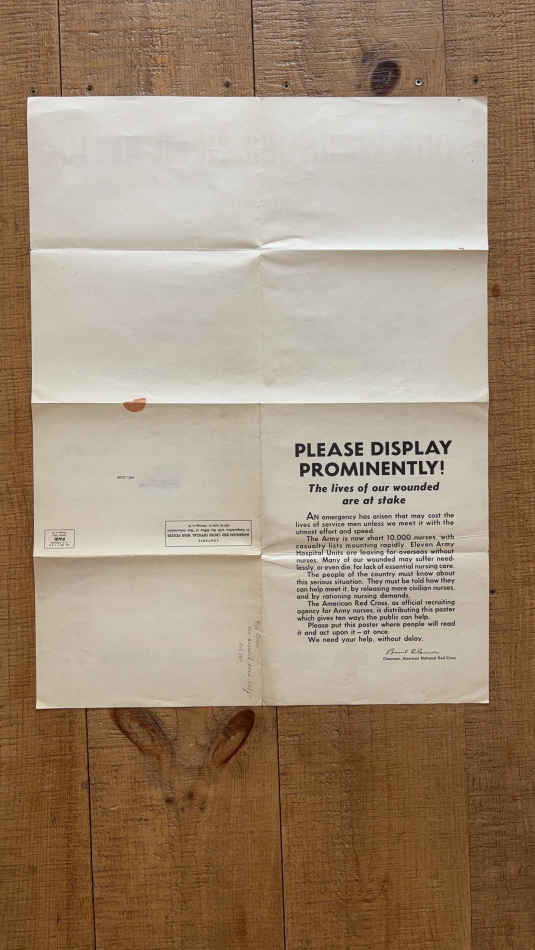 PLEASE DISPLAY
PROMINENTLY!
The lives of our wounded
are at stake
AN emergency has arisen that may cost the
lives of service men unless we meet it with the
utmost effort and speed.
The Army is now short 10,000 nurses, with
casualty lists mounting rapidly. Eleven Army
Hospital Units are leaving for overseas without
nurses. Many of our wounded may suffer need-
lessly, or even die, for lack of essential nursing care.
The people of the country must know about
this serious situation. They must be told how they
can help meet it, by releasing more civilian nurses,
and by rationing nursing demands.
The American Red Cross, as official recruiting
agency for Army nurses, is distributing this poster
which gives ten ways the public can help.
Please put this poster where people will read
it and act upon it — at once.
We need your help, without delay.
Chairman, American National Red Cross
CONTENTS
AMERICAN RED CROSS OFFICIAL